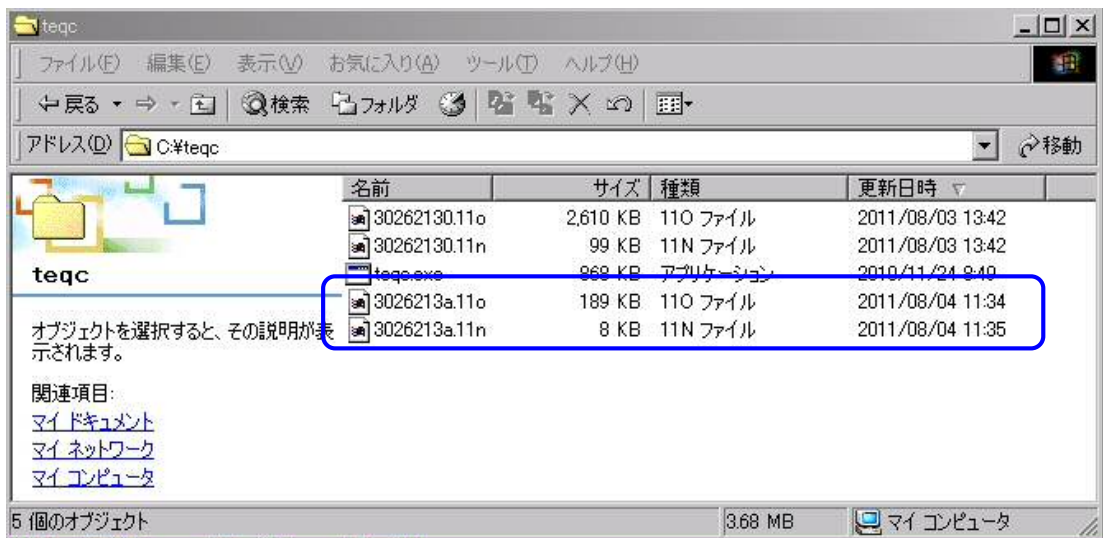 teqc
ファイル(F) 編集(E) 表示(V) お気に入り(A) ツール(T) ヘルプ(H)
戻る 検索 フォルダ
アドレス(D) C:¥teqc 移動
名前 サイズ 種類 更新日時
30262130.11o 2,610 KB 11O ファイル 2011/08/03 13:42
30262130.11n 99 KB 11N ファイル 2011/08/03 13:42
teqc.exe 868 KB アプリケーション 2010/11/24 8:49
3026213a.11o 189 KB 11O ファイル 2011/08/04 11:34
3026213a.11n 8 KB 11N ファイル 2011/08/04 11:35
teqc
オブジェクトを選択すると、その説明が表
示されます。
関連項目:
マイ ドキュメント
マイ ネットワーク
マイ コンピュータ
5 個のオブジェクト 3.68 MB マイ コンピュータ